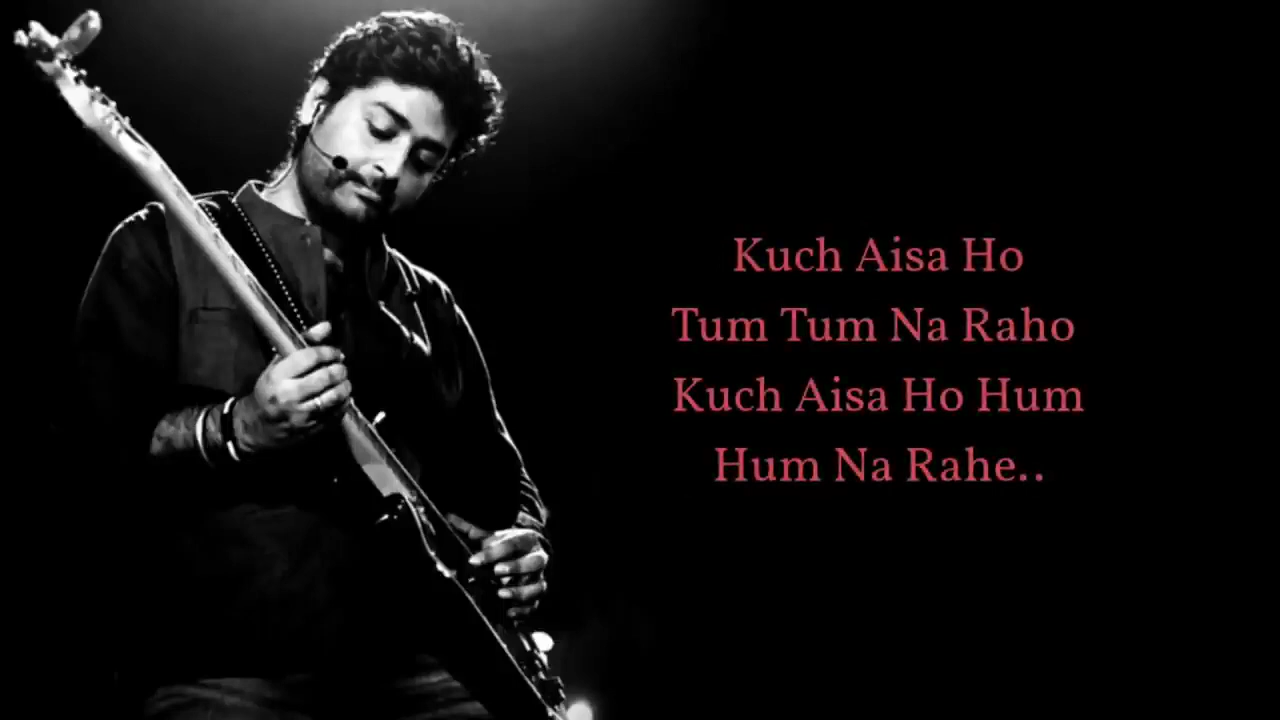 Kuch Aisa Ho
Tum Tum Na Raho
Kuch Aisa Ho Hum
Hum Na Rahe..